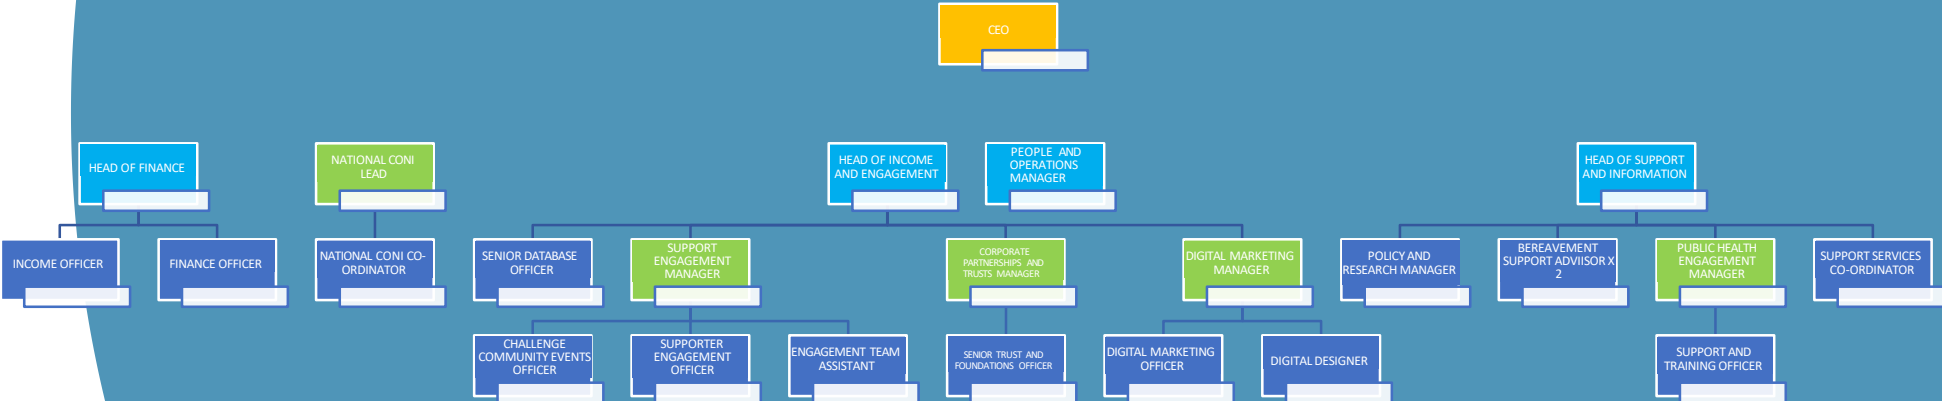 CEO
HEAD OF FINANCE
NATIONAL CONI
LEAD
HEAD OF INCOME
AND ENGAGEMENT
PEOPLE AND
OPERATIONS
MANAGER
HEAD OF SUPPORT
AND INFORMATION
INCOME OFFICER
FINANCE OFFICER
NATIONAL CONI CO-
ORDINATOR
SENIOR DATABASE
OFFICER
SUPPORT
ENGAGEMENT
MANAGER
CORPORATE
PARTNERSHIPS AND
TRUSTS MANAGER
DIGITAL MARKETING
MANAGER
POLICY AND
RESEARCH MANAGER
BEREAVEMENT
SUPPORT ADVIISOR X
2
PUBLIC HEALTH
ENGAGEMENT
MANAGER
SUPPORT SERVICES
CO-ORDINATOR
CHALLENGE
COMMUNITY EVENTS
OFFICER
SUPPORTER
ENGAGEMENT
OFFICER
ENGAGEMENT TEAM
ASSISTANT
SENIOR TRUST AND
FOUNDATIONS OFFICER
DIGITAL MARKETING
OFFICER
DIGITAL DESIGNER
SUPPORT AND
TRAINING OFFICER